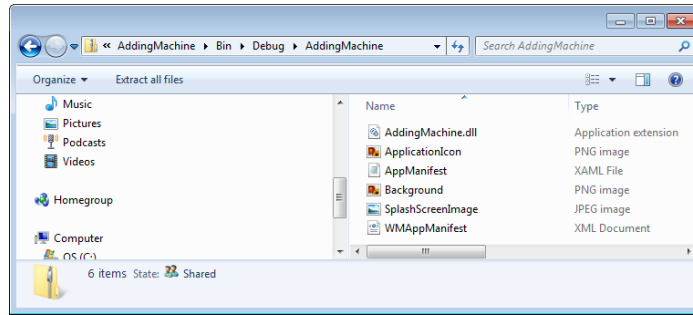 « AddingMachine ▸ Bin ▸ Debug ▸ AddingMachine
Search AddingMachine
Organize ▾ Extract all files
Music
Pictures
Podcasts
Videos
Homegroup
Computer
OS (C:)
Name Type
AddingMachine.dll Application extension
ApplicationIcon PNG image
AppManifest XAML File
Background PNG image
SplashScreenImage JPEG image
WMAppManifest XML Document
6 items State: Shared